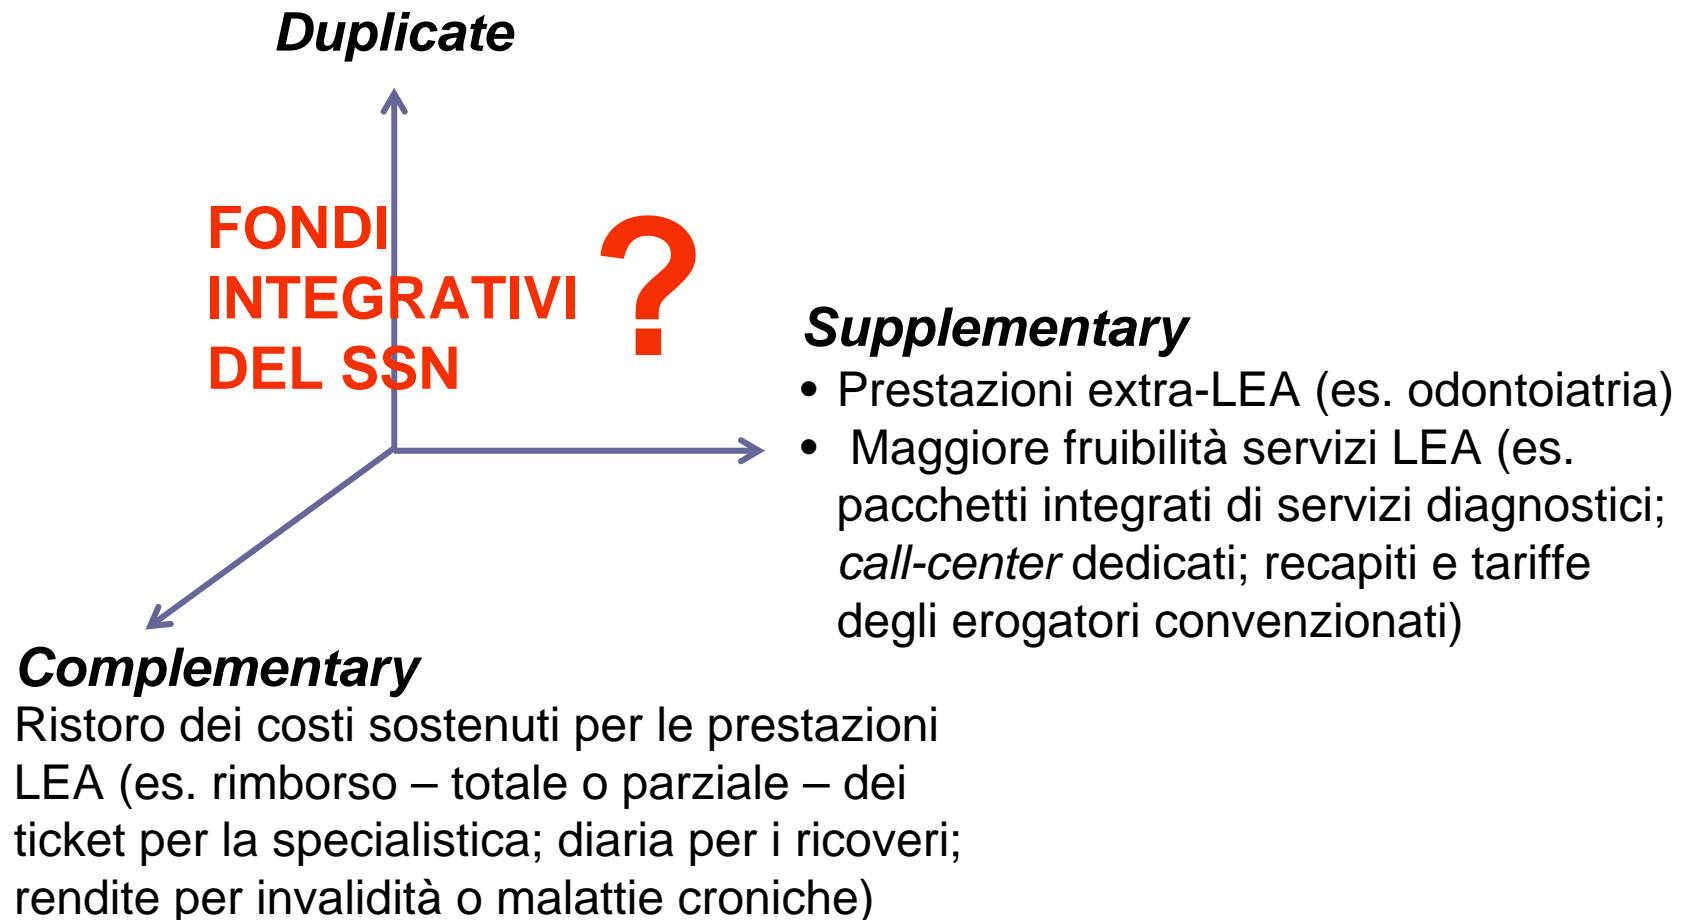 Duplicate
FONDI
INTEGRATIVI
DEL SSN
?
Supplementary
• Prestazioni extra-LEA (es. odontoiatria)
• Maggiore fruibilità servizi LEA (es.
pacchetti integrati di servizi diagnostici;
call-center dedicati; recapiti e tariffe
degli erogatori convenzionati)
Complementary
Ristoro dei costi sostenuti per le prestazioni
LEA (es. rimborso – totale o parziale – dei
ticket per la specialistica; diaria per i ricoveri;
rendite per invalidità o malattie croniche)